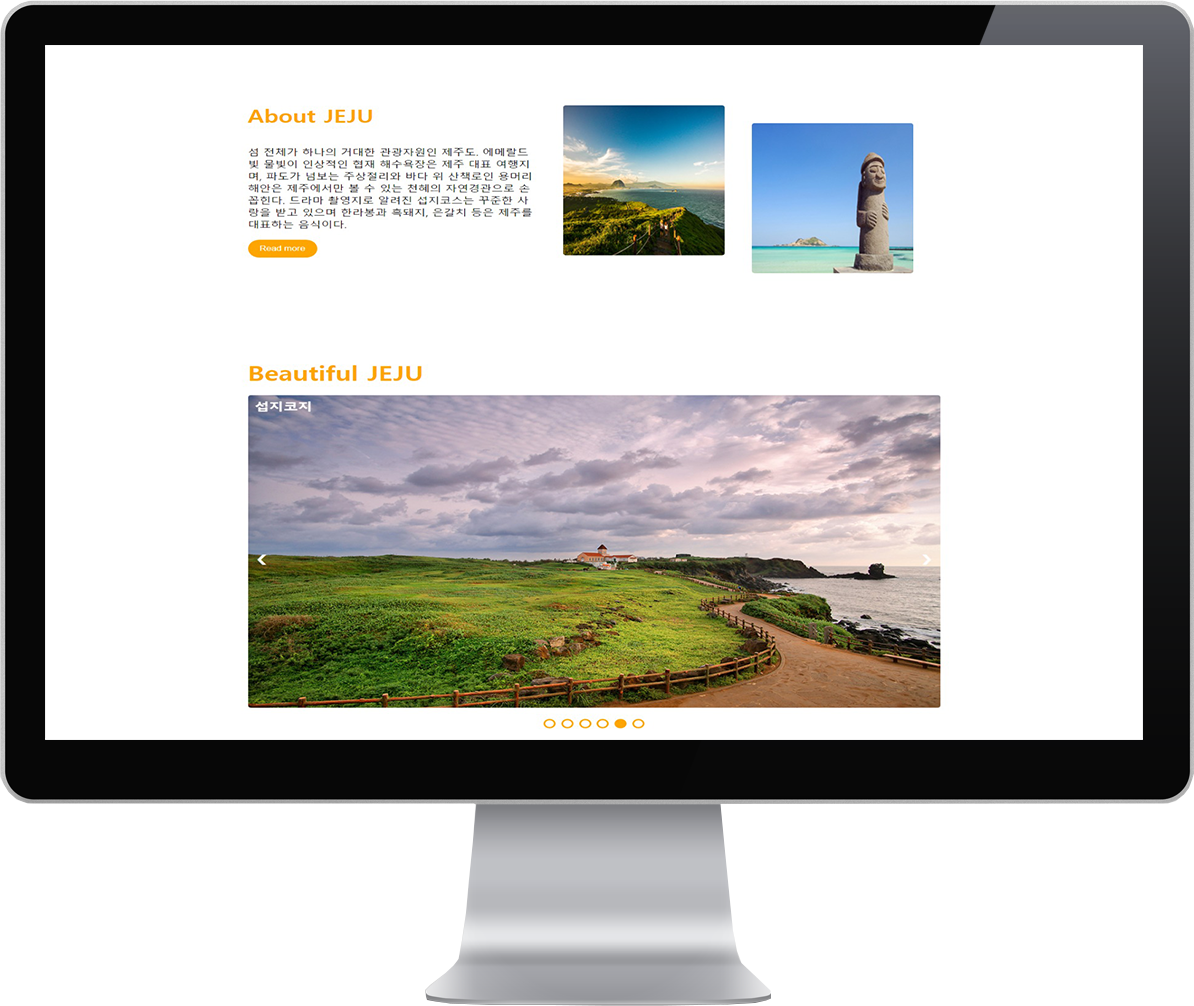 About JEJU
섬 전체가 하나의 거대한 관광자원인 제주도. 에메랄드
빛 물빛이 인상적인 협재 해수욕장은 제주 대표 여행지
며, 파도가 넘보는 주상절리와 바다 위 산책로인 용머리
해안은 제주에서만 볼 수 있는 천혜의 자연경관으로 손
꼽힌다. 드라마 촬영지로 알려진 섭지코스는 꾸준한 사
랑을 받고 있으며 한라봉과 흑돼지, 은갈치 등은 제주를
대표하는 음식이다.
Read more
Beautiful JEJU
섭지코지